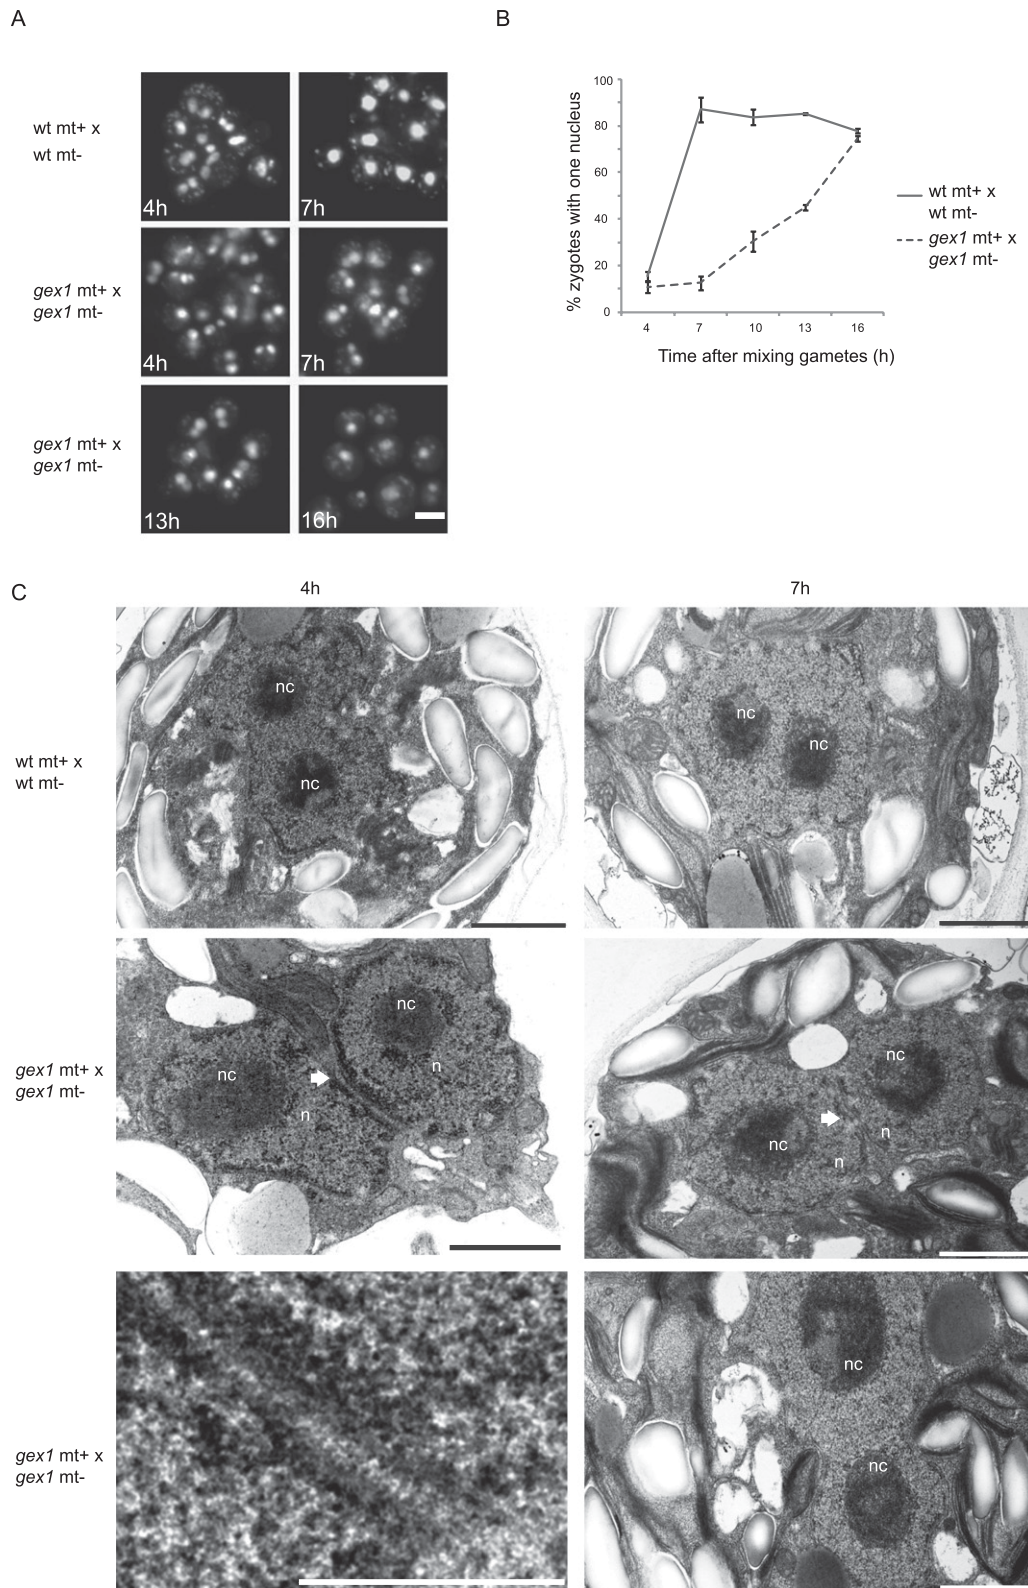 A
B
wt mt+ x
wt mt-
4h
7h
gex1 mt+ x
gex1 mt-
4h
7h
gex1 mt+ x
gex1 mt-
13h
16h
% zygotes with one nucleus
100
80
60
40
20
0
4
7
10
13
16
Time after mixing gametes (h)
wt mt+ x
wt mt-
gex1 mt+ x
gex1 mt-
C
4h
7h
wt mt+ x
wt mt-
nc
nc
nc
nc
gex1 mt+ x
gex1 mt-
nc
nc
n
n
nc
nc
n
n
gex1 mt+ x
gex1 mt-
nc
nc